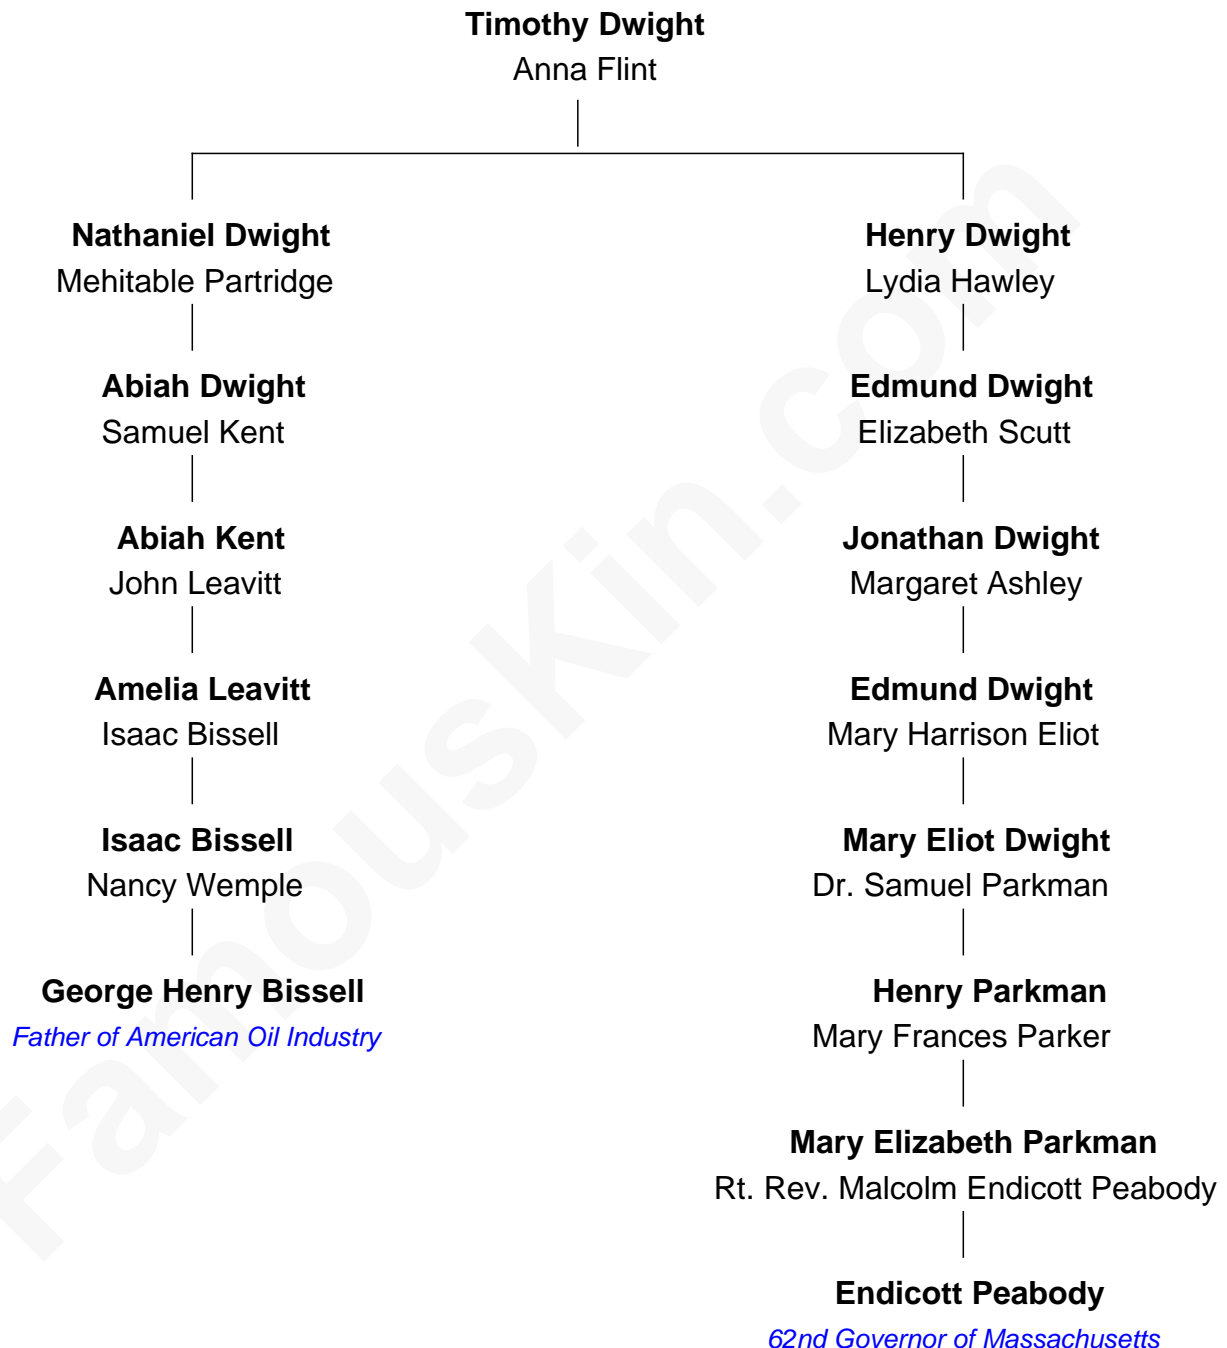 Timothy Dwight
Anna Flint
Nathaniel Dwight
Mehitable Partridge
Abiah Dwight
Samuel Kent
Abiah Kent
John Leavitt
Amelia Leavitt
Isaac Bissell
Isaac Bissell
Nancy Wemple
George Henry Bissell
Father of American Oil Industry
Henry Dwight
Lydia Hawley
Edmund Dwight
Elizabeth Scutt
Jonathan Dwight
Margaret Ashley
Edmund Dwight
Mary Harrison Eliot
Mary Eliot Dwight
Dr. Samuel Parkman
Henry Parkman
Mary Frances Parker
Mary Elizabeth Parkman
Rt. Rev. Malcolm Endicott Peabody
Endicott Peabody
62nd Governor of Massachusetts
FamousKin.com